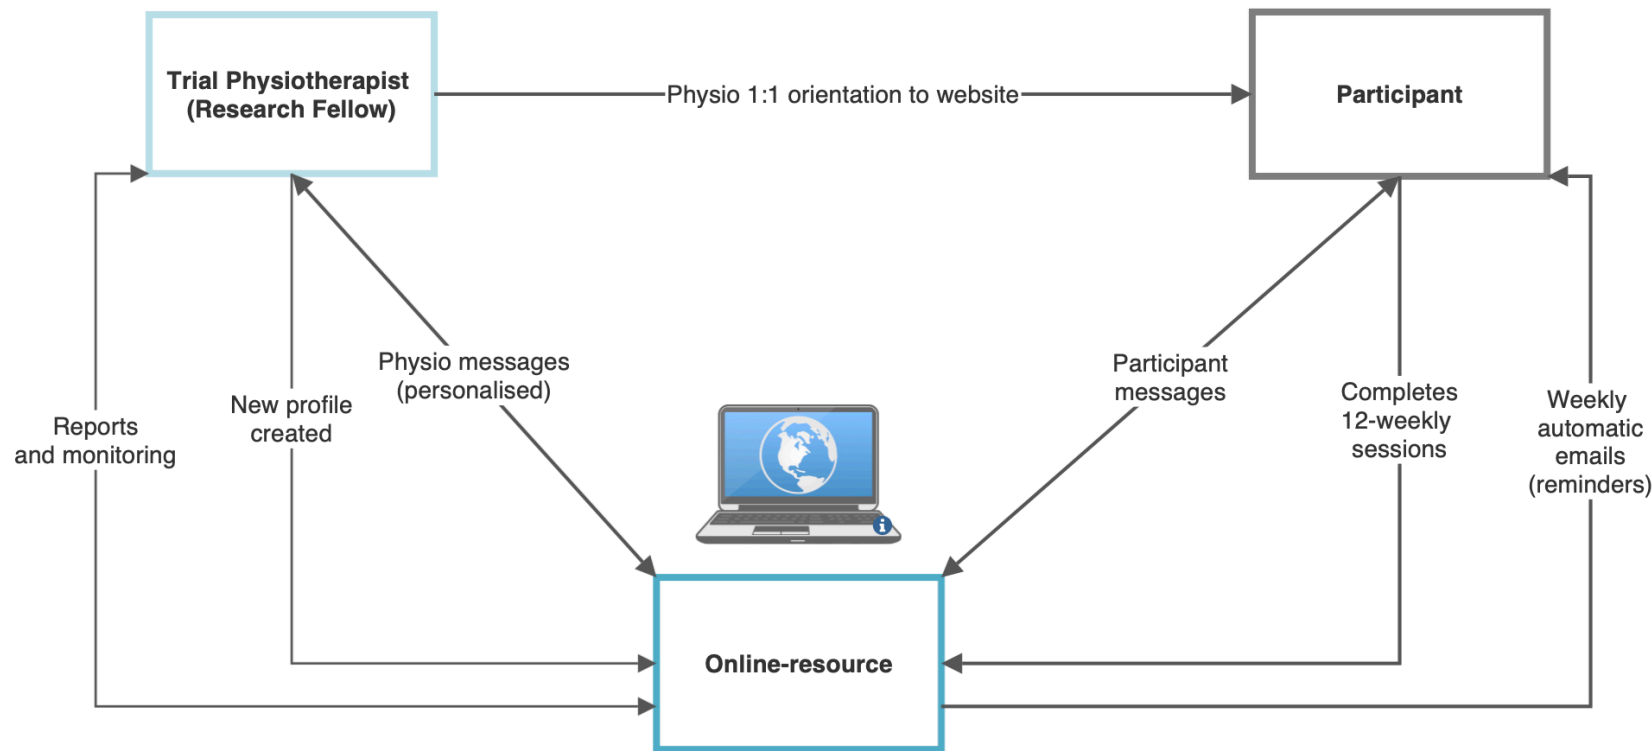 Trial Physiotherapist
(Research Fellow)
Physio 1:1 orientation to website
Participant
Physio messages
(personalised)
Participant
messages
New profile
created
Reports
and monitoring
Completes
12-weekly
sessions
Weekly
automatic
emails
(reminders)
i
Online-resource